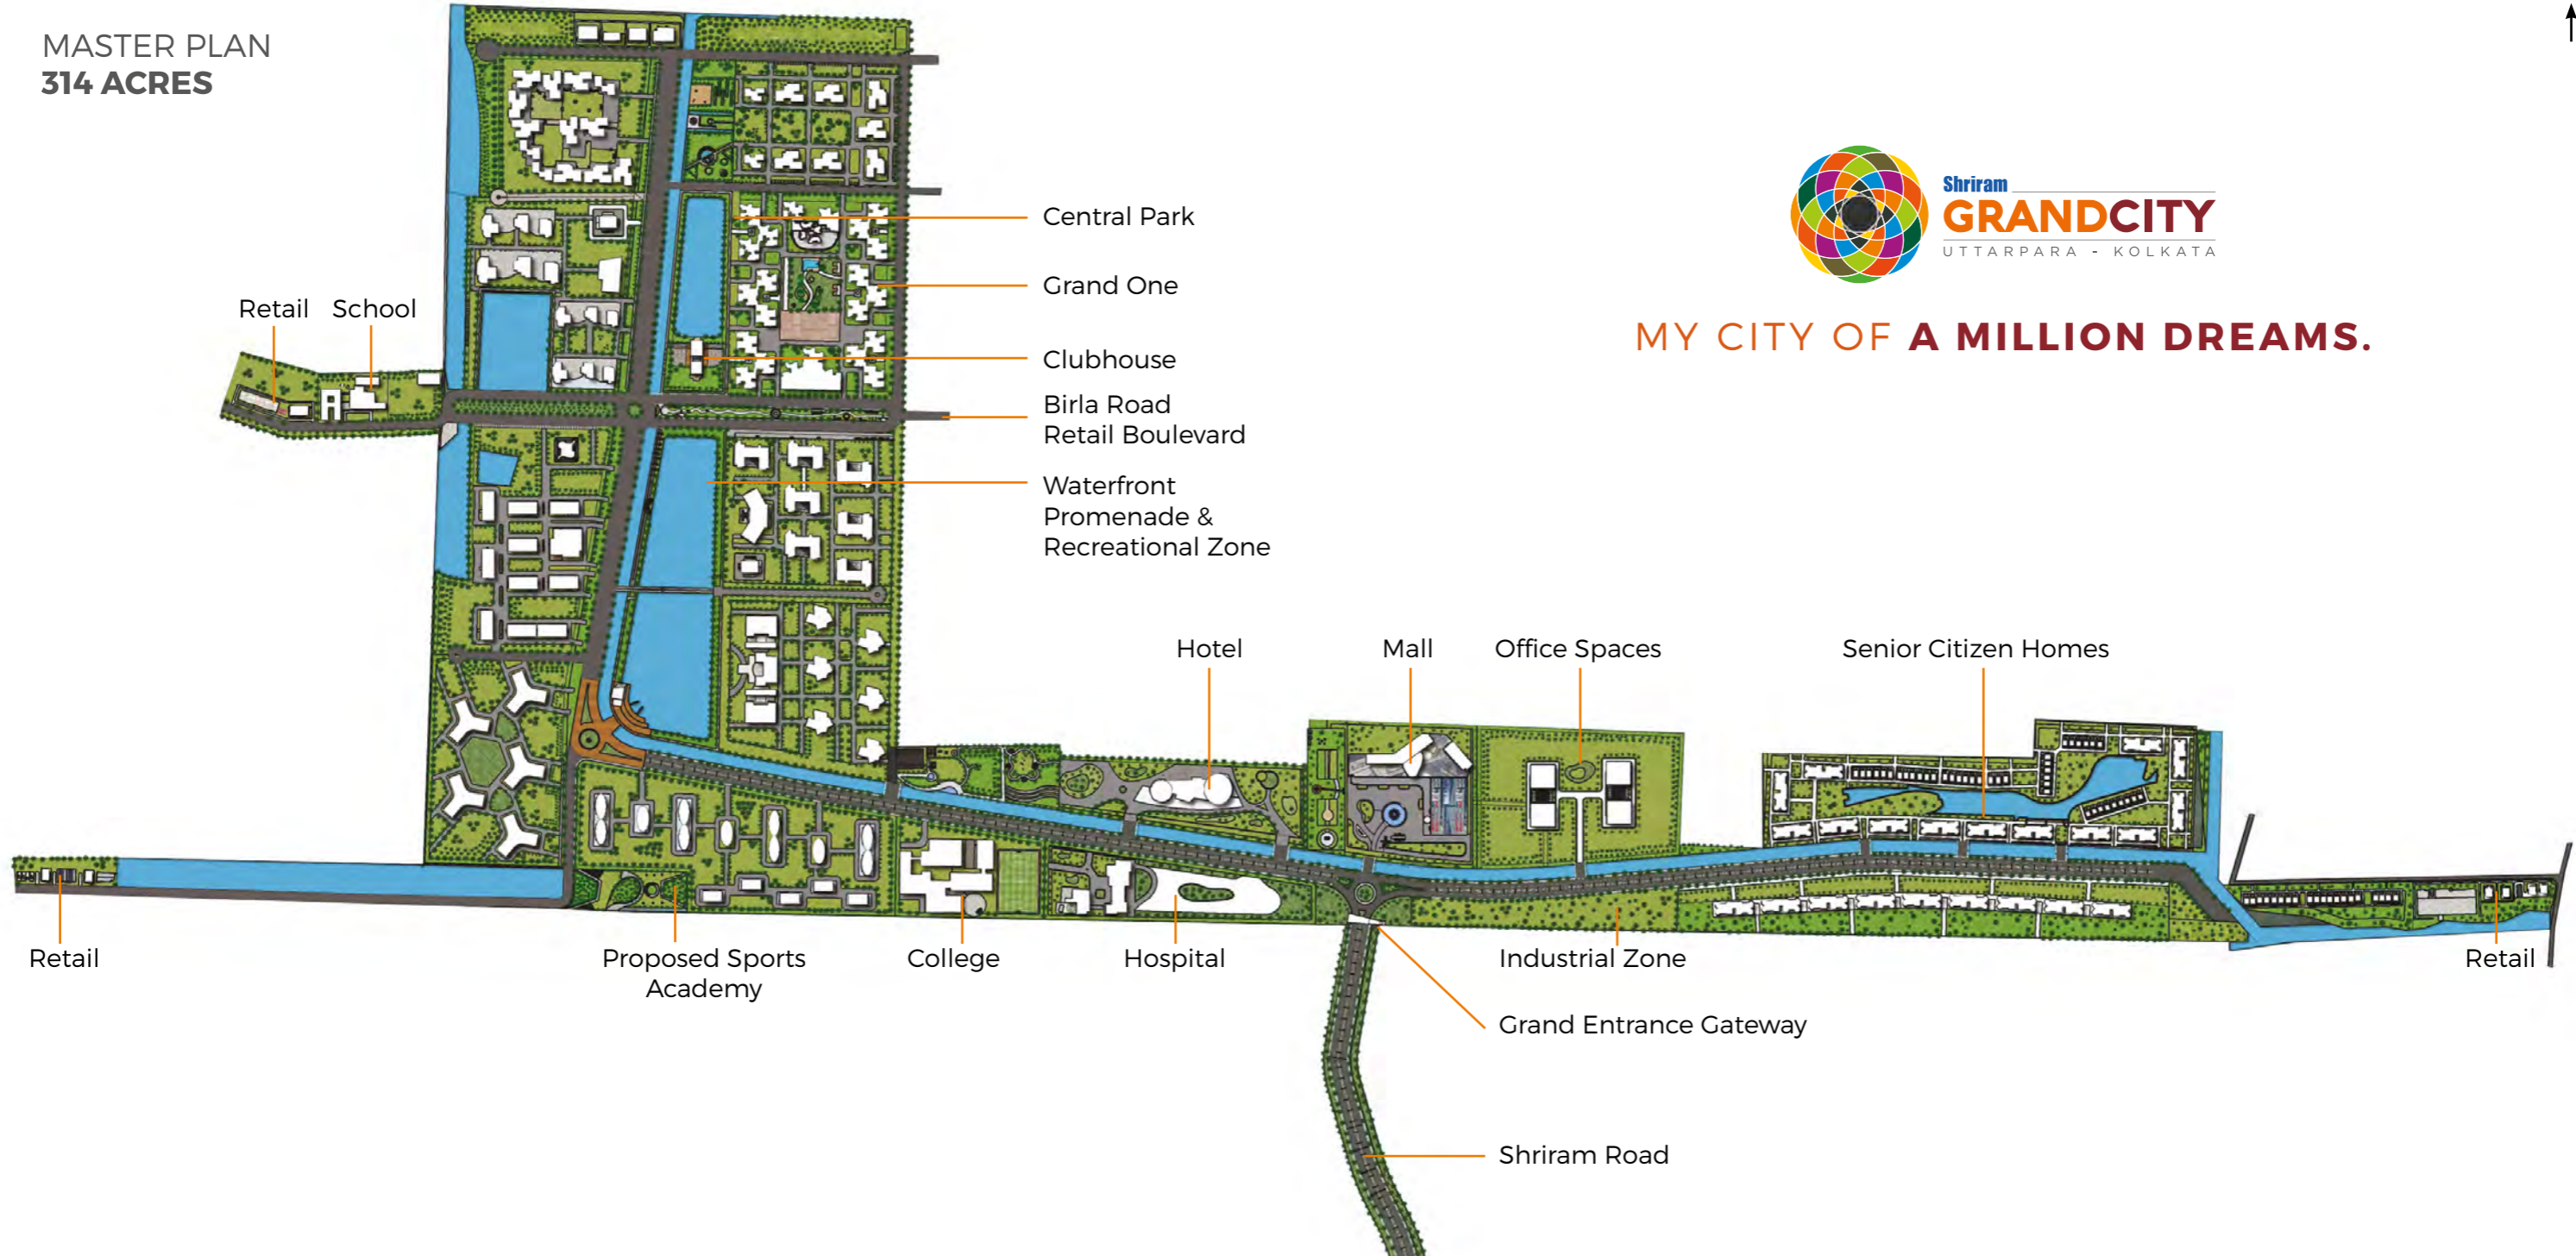 MASTER PLAN
314 ACRES
Shriram
GRANDCITY
UTTARPARA - KOLKATA
MY CITY OF A MILLION DREAMS.
Central Park
Grand One
Clubhouse
Birla Road
Retail Boulevard
Waterfront
Promenade &
Recreational Zone
Retail
School
Hotel
Mall
Office Spaces
Senior Citizen Homes
Retail
Proposed Sports
Academy
College
Hospital
Industrial Zone
Retail
Grand Entrance Gateway
Shriram Road